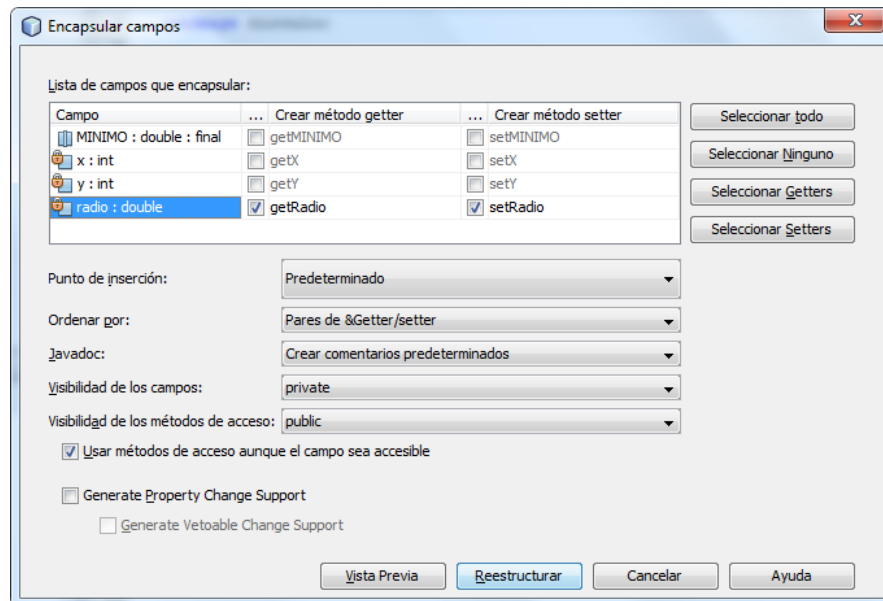 Encapsular campos
Lista de campos que encapsular:
Campo ... Crear método getter ... Crear método setter
MINIMO : double : final getMINIMO setMINIMO
x : int getX setX
y : int getY setY
radio : double getRadio setRadio
Seleccionar todo
Seleccionar Ninguno
Seleccionar Getters
Seleccionar Setters
Punto de inserción: Predeterminado
Ordenar por: Pares de &Getter/setter
Javadoc: Crear comentarios predeterminados
Visibilidad de los campos: private
Visibilidad de los métodos de acceso: public
Usar métodos de acceso aunque el campo sea accesible
Generate Property Change Support
Generate Vetoable Change Support
Vista Previa Reestructurar Cancelar Ayuda